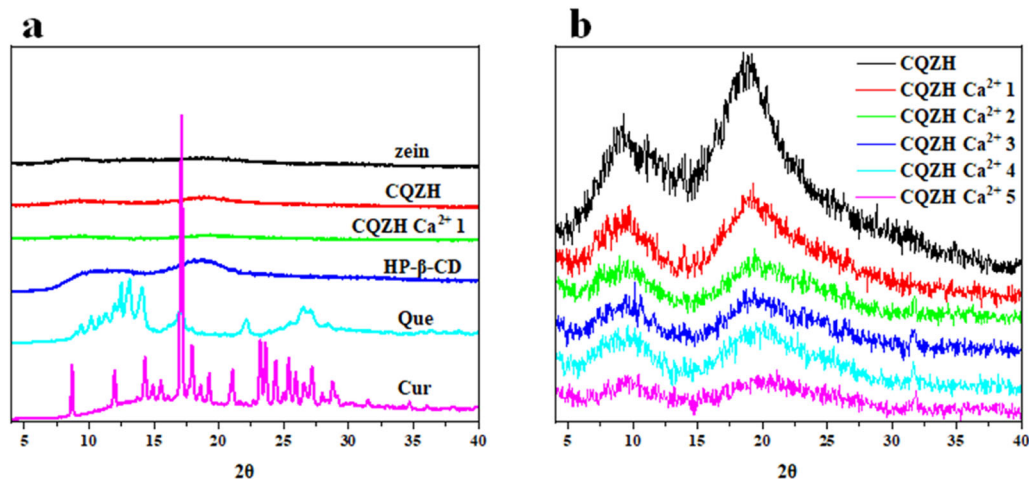 a
zein
CQZH
CQZH Ca²⁺ 1
HP-β-CD
Que
Cur
5 10 15 20 25 30 35 40
2θ
b
CQZH
CQZH Ca²⁺ 1
CQZH Ca²⁺ 2
CQZH Ca²⁺ 3
CQZH Ca²⁺ 4
CQZH Ca²⁺ 5
5 10 15 20 25 30 35 40
2θ